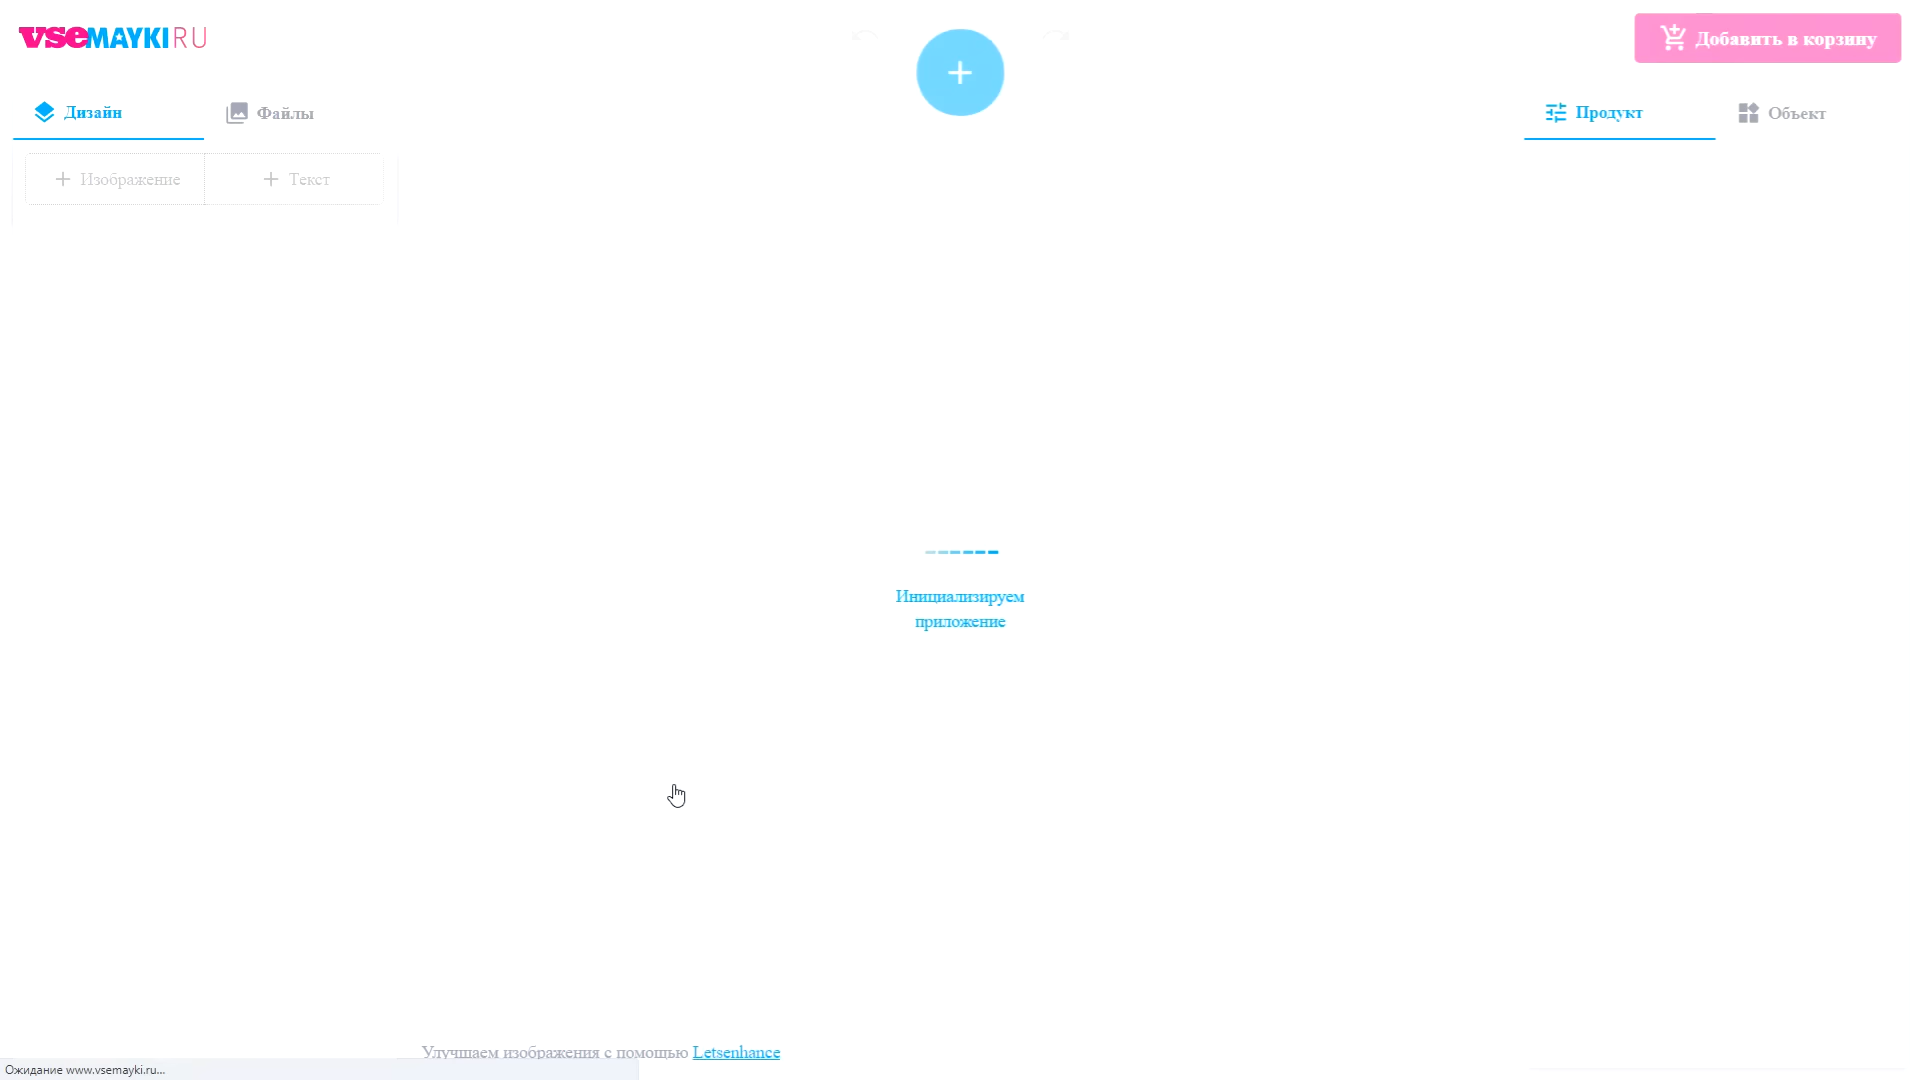 VSEMAYKI RU
Добавить в корзину
Дизайн
Файлы
Продукт
Объект
+ Изображение
+ Текст
Инициализируем
приложение
Улучшаем изображения с помощью Letsenhance
Ожидание www.vsemayki.ru...